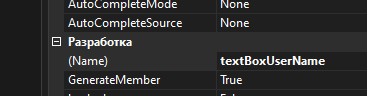 AutoCompleteMode None
AutoCompleteSource None
Разработка
(Name) textBoxUserName
GenerateMember True